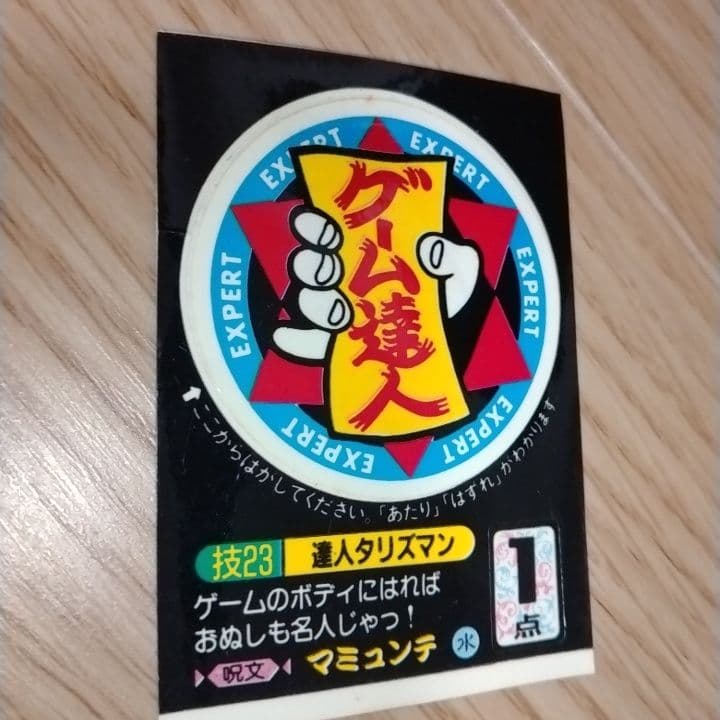 EXPERT
EXPERT
EXPERT
EXPERT
EXPERT
EXPERT
ゲーム達人
⬆ここからはがしてください。「あたり」「はずれ」がわかります
技23 達人タリズマン
ゲームのボディにはれば
おぬしも名人じゃっ!
呪文 マミュンテ 水
1点